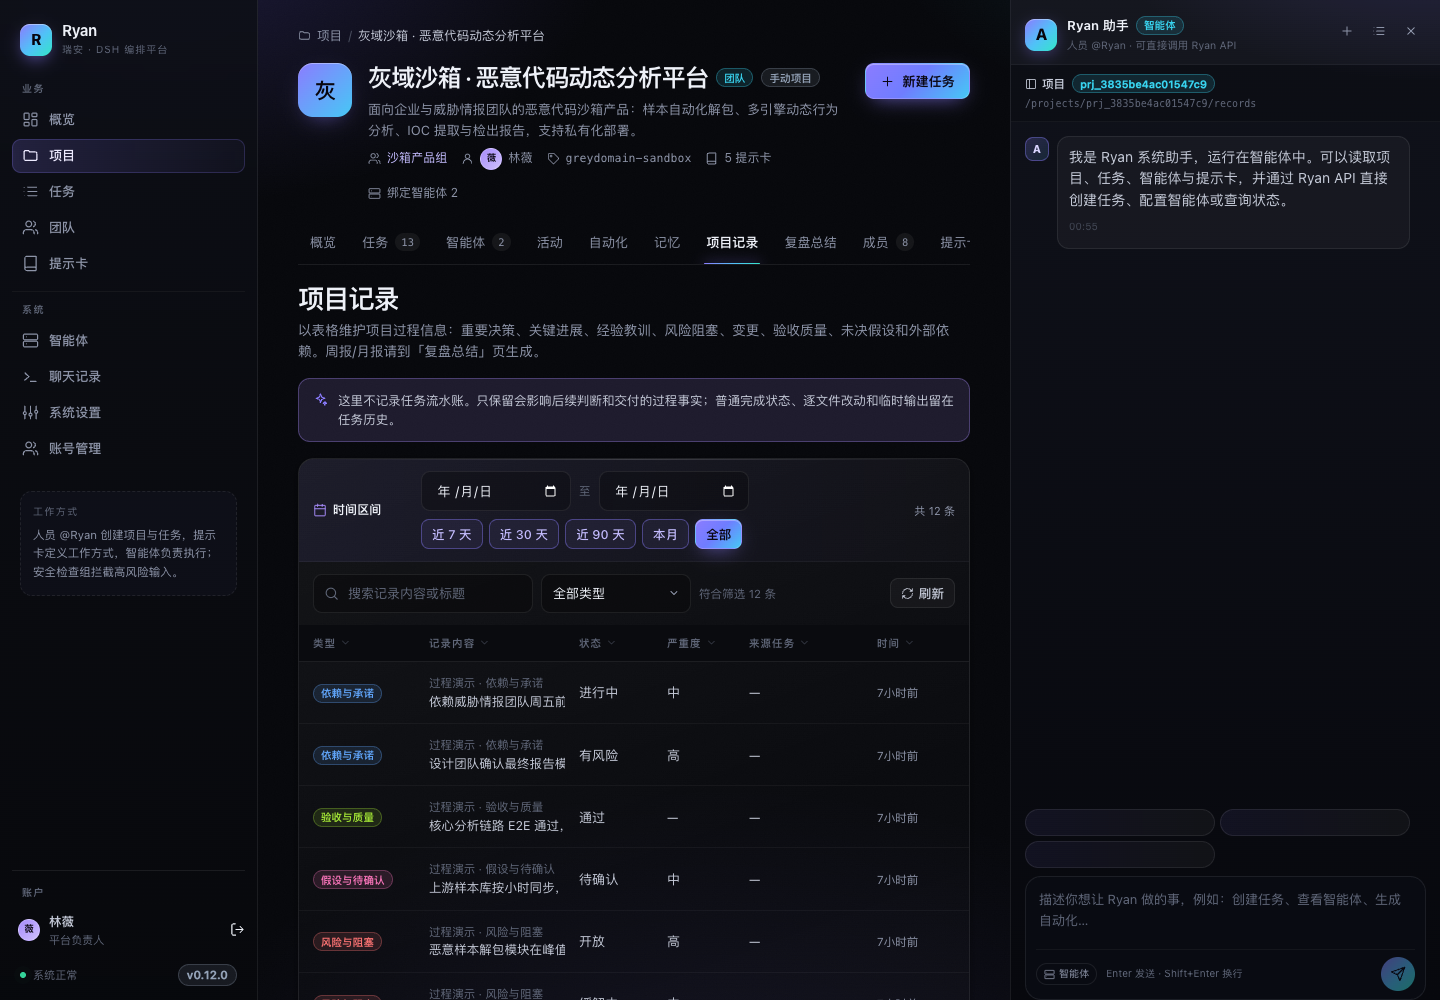 R
Ryan
瑞安 · DSH 编排平台
业务
概览
项目
任务
团队
提示卡
系统
智能体
聊天记录
系统设置
账号管理
工作方式
人员 @Ryan 创建项目与任务，提示
卡定义工作方式，智能体负责执行；
安全检查组拦截高风险输入。
账户
薇
林薇
平台负责人
系统正常
v0.12.0
项目 / 灰域沙箱 · 恶意代码动态分析平台
灰
灰域沙箱 · 恶意代码动态分析平台
团队
手动项目
新建任务
面向企业与威胁情报团队的恶意代码沙箱产品：样本自动化解包、多引擎动态行为
分析、IOC 提取与检出报告，支持私有化部署。
沙箱产品组
薇
林薇
greydomain-sandbox
5 提示卡
绑定智能体 2
概览
任务 13
智能体 2
活动
自动化
记忆
项目记录
复盘总结
成员 8
提示
项目记录
以表格维护项目过程信息：重要决策、关键进展、经验教训、风险阻塞、变更、验收质量、未决假设和外部依
赖。周报/月报请到「复盘总结」页生成。
这里不记录任务流水账。只保留会影响后续判断和交付的过程事实；普通完成状态、逐文件改动和临时输出留在
任务历史。
时间区间
年 /月/日
至
年 /月/日
共 12 条
近 7 天
近 30 天
近 90 天
本月
全部
搜索记录内容或标题
全部类型
符合筛选 12 条
刷新
类型
记录内容
状态
严重度
来源任务
时间
依赖与承诺
过程演示 · 依赖与承诺
依赖威胁情报团队周五前
进行中
中
—
7小时前
依赖与承诺
过程演示 · 依赖与承诺
设计团队确认最终报告模
有风险
高
—
7小时前
验收与质量
过程演示 · 验收与质量
核心分析链路 E2E 通过，
通过
—
—
7小时前
假设与待确认
过程演示 · 假设与待确认
上游样本库按小时同步，
待确认
中
—
7小时前
风险与阻塞
过程演示 · 风险与阻塞
恶意样本解包模块在峰值
开放
高
—
7小时前
过程演示 · 风险与阻塞
A
Ryan 助手
智能体
人员 @Ryan · 可直接调用 Ryan API
项目
prj_3835be4ac01547c9
/projects/prj_3835be4ac01547c9/records
A
我是 Ryan 系统助手，运行在智能体中。可以读取项
目、任务、智能体与提示卡，并通过 Ryan API 直接
创建任务、配置智能体或查询状态。
00:55
描述你想让 Ryan 做的事，例如：创建任务、查看智能体、生成
自动化…
智能体
Enter 发送 · Shift+Enter 换行